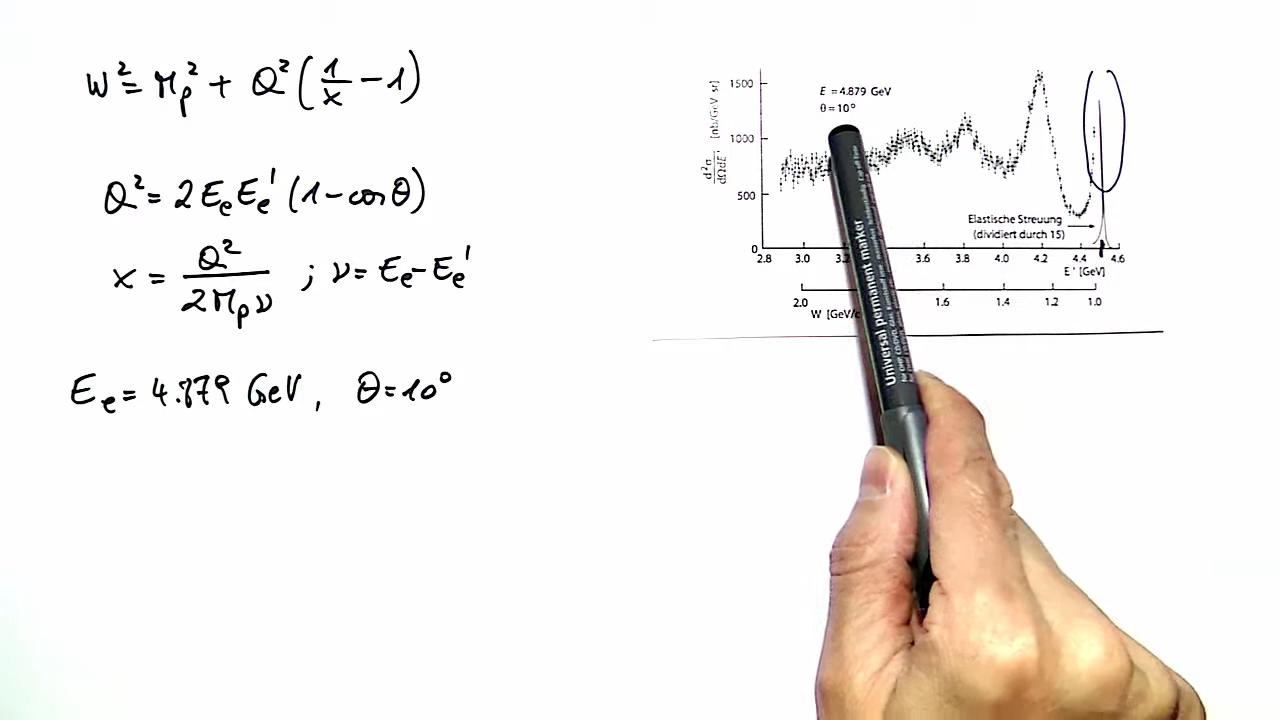 W² = Mₚ² + Q² (1/x − 1)
Q² = 2 Eₑ Eₑ' (1 − cos θ)
x = Q² / 2 Mₚ ν ; ν = Eₑ − Eₑ'
Eₑ = 4.879 GeV, θ = 10°
E = 4.879 GeV
θ = 10°
d²σ / dΩdE' [nb/GeV sr]
1500
1000
500
0
Elastische Streuung
(dividiert durch 15)
2.8 3.0 3.2 3.6 3.8 4.0 4.2 4.4 4.6
E' [GeV]
2.0 1.6 1.4 1.2 1.0
W [GeV/c
Universal permanent marker